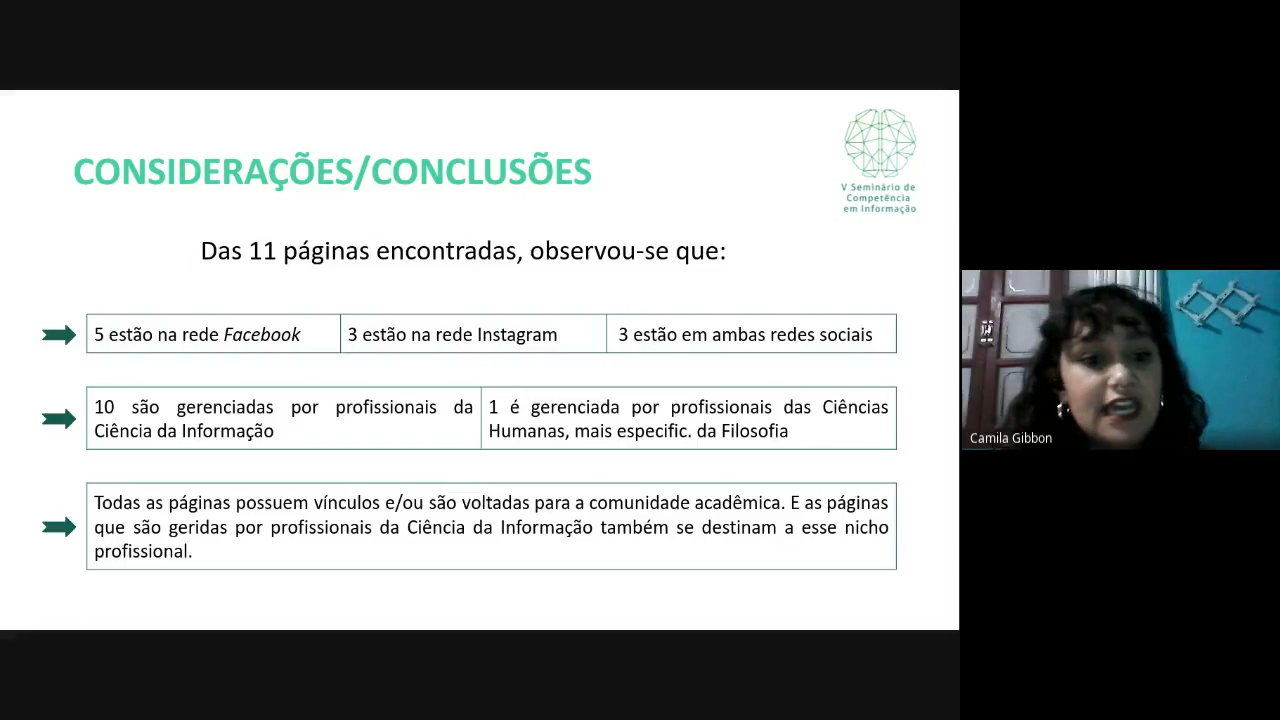 CONSIDERAÇÕES/CONCLUSÕES
V Seminário de
Competência
em Informação
Das 11 páginas encontradas, observou-se que:
5 estão na rede Facebook
3 estão na rede Instagram
3 estão em ambas redes sociais
10 são gerenciadas por profissionais da
Ciência da Informação
1 é gerenciada por profissionais das Ciências
Humanas, mais especific. da Filosofia
Todas as páginas possuem vínculos e/ou são voltadas para a comunidade acadêmica. E as páginas
que são geridas por profissionais da Ciência da Informação também se destinam a esse nicho
profissional.
Camila Gibbon